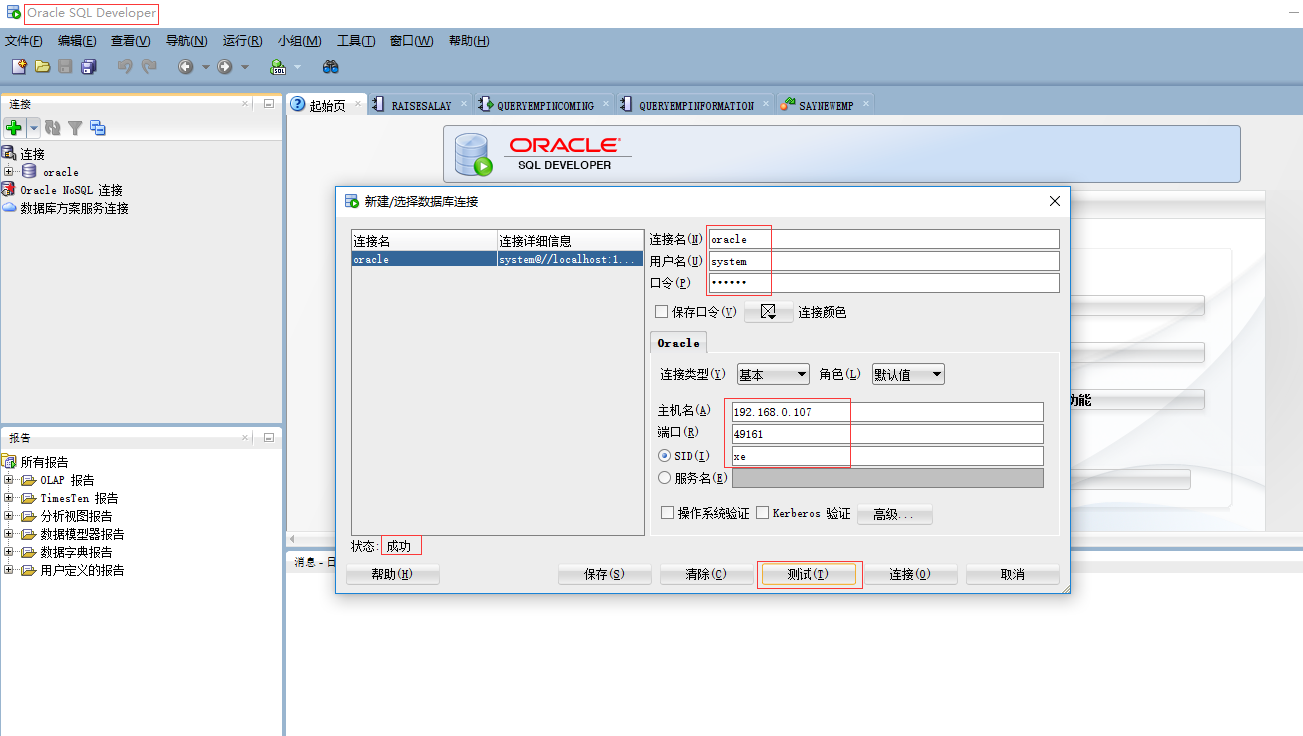 Oracle SQL Developer
文件(F) 编辑(E) 查看(V) 导航(N) 运行(R) 小组(M) 工具(T) 窗口(W) 帮助(H)
连接
起始页 RAISESALAY QUERYEMPINCOMING QUERYEMPINFORMATION SAYNEWEMP
连接
oracle
Oracle NoSQL 连接
数据库方案服务连接
ORACLE
SQL DEVELOPER
新建/选择数据库连接
连接名 连接详细信息
oracle system@//localhost:1...
连接名(N) oracle
用户名(U) system
口令(P) ••••••
保存口令(V) 连接颜色
Oracle
连接类型(Y) 基本 角色(L) 默认值
主机名(A) 192.168.0.107
端口(R) 49161
SID(I) xe
服务名(E)
操作系统验证 Kerberos 验证 高级...
状态: 成功
帮助(H) 保存(S) 清除(C) 测试(T) 连接(O) 取消
功能
报告
所有报告
OLAP 报告
TimesTen 报告
分析视图报告
数据模型器报告
数据字典报告
用户定义的报告
消息 - 日